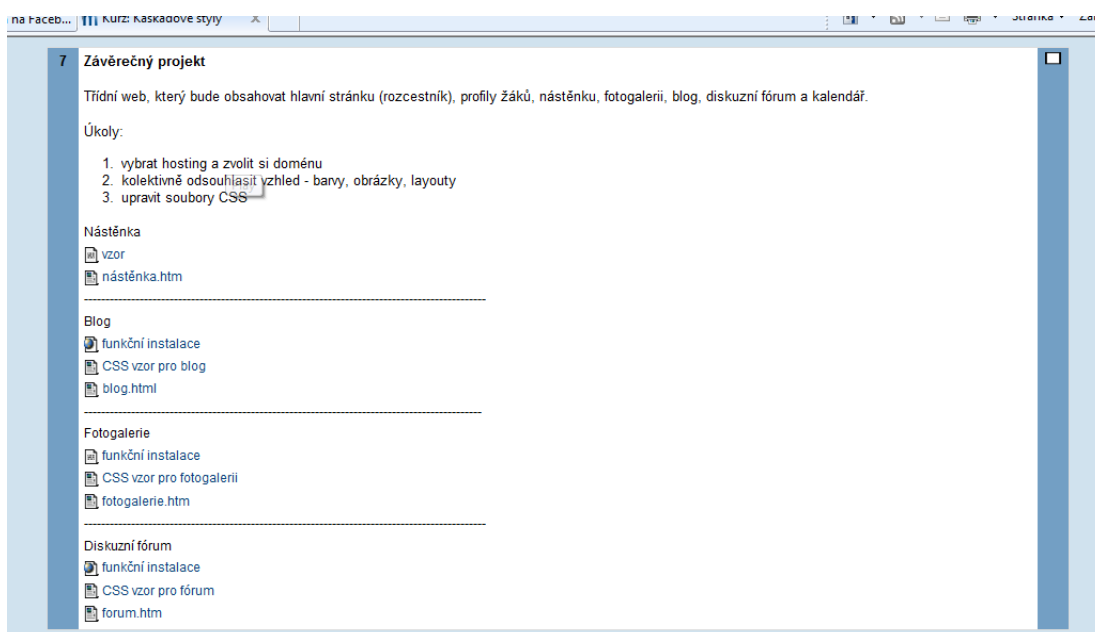 na Faceb... Kurz: Kaskádové styly X Stránka
7 Závěrečný projekt
Třídní web, který bude obsahovat hlavní stránku (rozcestník), profily žáků, nástěnku, fotogalerii, blog, diskuzní fórum a kalendář.
Úkoly:
1. vybrat hosting a zvolit si doménu
2. kolektivně odsouhlasit vzhled - barvy, obrázky, layouty
3. upravit soubory CSS
Nástěnka
vzor
nástěnka.htm
Blog
funkční instalace
CSS vzor pro blog
blog.html
Fotogalerie
funkční instalace
CSS vzor pro fotogalerii
fotogalerie.htm
Diskuzní fórum
funkční instalace
CSS vzor pro fórum
forum.htm